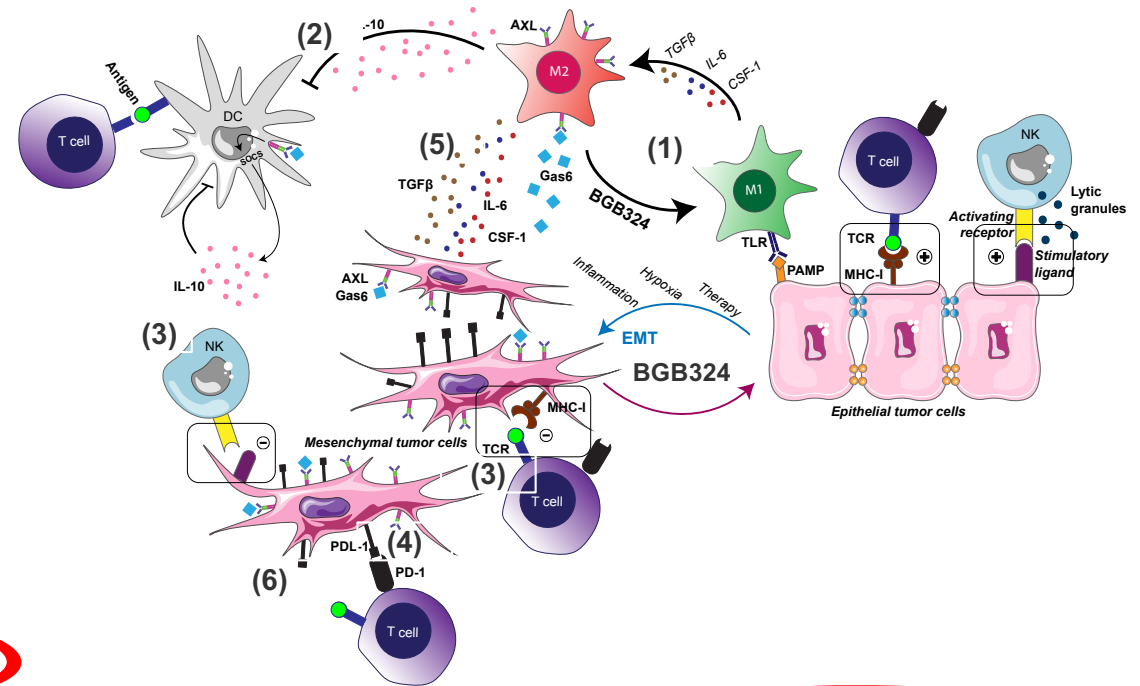 (2)
-10
AXL
M2
TGFβ
IL-6
CSF-1
Antigen
T cell
DC
SOCS
(5)
TGFβ
IL-6
CSF-1
Gas6
BGB324
(1)
M1
TLR
PAMP
T cell
TCR
MHC-I
+
NK
Lytic
granules
Activating
receptor
+
Stimulatory
ligand
IL-10
AXL
Gas6
Inflammation
Hypoxia
Therapy
EMT
BGB324
Epithelial tumor cells
(3)
NK
−
Mesenchymal tumor cells
MHC-I
TCR
−
(3)
T cell
PDL-1
(4)
PD-1
(6)
T cell